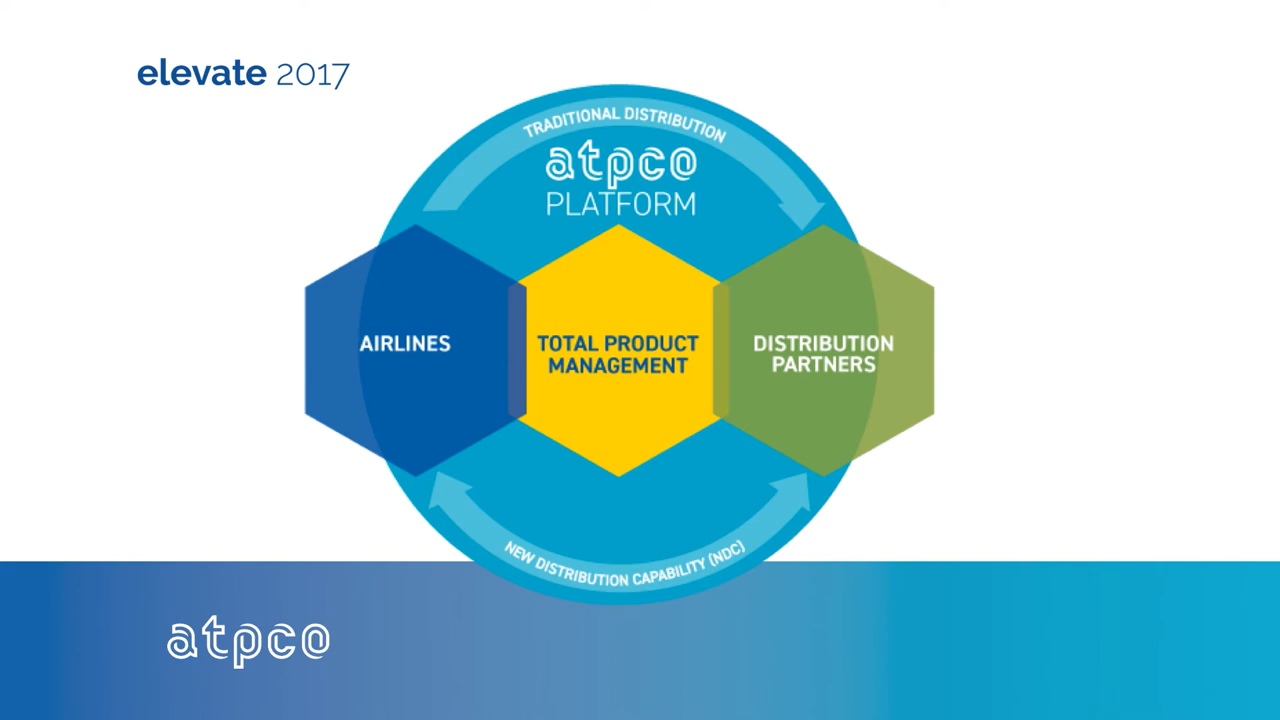 elevate 2017
TRADITIONAL DISTRIBUTION
atpco
PLATFORM
AIRLINES
TOTAL PRODUCT
MANAGEMENT
DISTRIBUTION
PARTNERS
NEW DISTRIBUTION CAPABILITY (NDC)
atpco